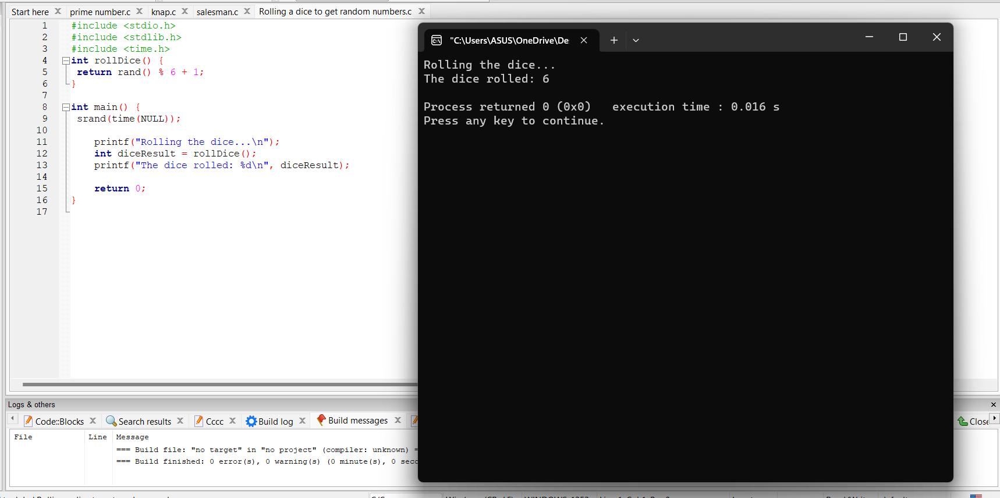 Start here prime number.c knap.c salesman.c Rolling a dice to get random numbers.c
1 #include <stdio.h>
2 #include <stdlib.h>
3 #include <time.h>
4 int rollDice() {
5 return rand() % 6 + 1;
6 }
7
8 int main() {
9 srand(time(NULL));
10
11 printf("Rolling the dice...\n");
12 int diceResult = rollDice();
13 printf("The dice rolled: %d\n", diceResult);
14
15 return 0;
16 }
17
"C:\Users\ASUS\OneDrive\De
Rolling the dice...
The dice rolled: 6
Process returned 0 (0x0) execution time : 0.016 s
Press any key to continue.
Logs & others
Code::Blocks Search results Cccc Build log Build messages Close
File Line Message
=== Build file: "no target" in "no project" (compiler: unknown) =
=== Build finished: 0 error(s), 0 warning(s) (0 minute(s), 0 seco